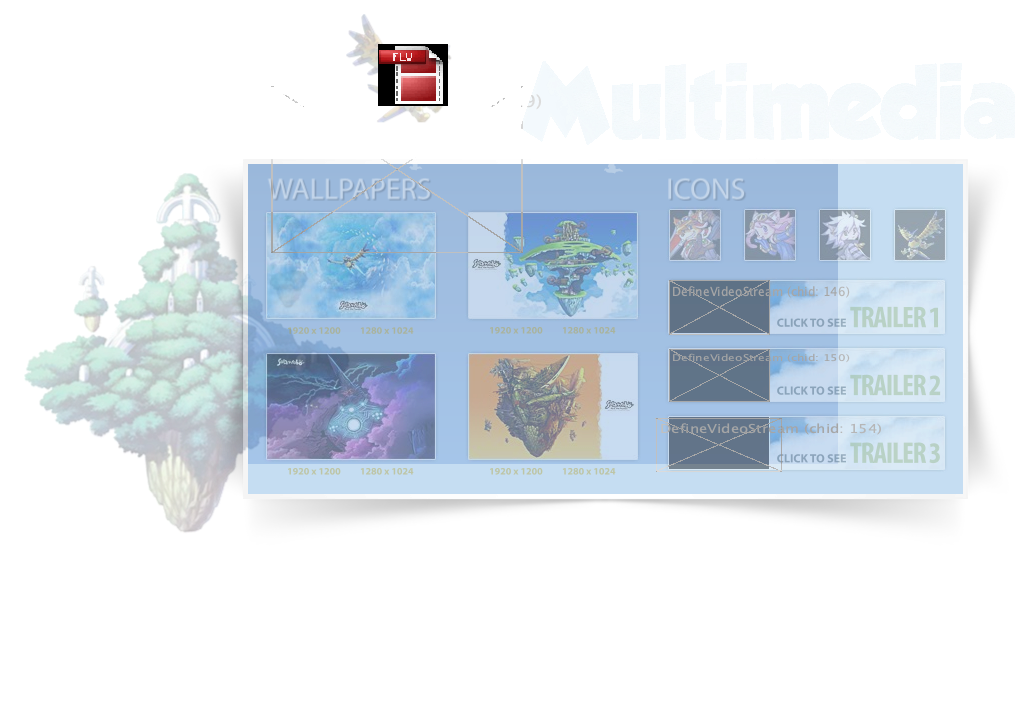 FLV
9)
Multimedia
WALLPAPERS
ICONS
1920 x 1200 1280 x 1024
1920 x 1200 1280 x 1024
DefineVideoStream (chid: 146)
CLICK TO SEE TRAILER 1
DefineVideoStream (chid: 150)
CLICK TO SEE TRAILER 2
DefineVideoStream (chid: 154)
CLICK TO SEE TRAILER 3
1920 x 1200 1280 x 1024
1920 x 1200 1280 x 1024